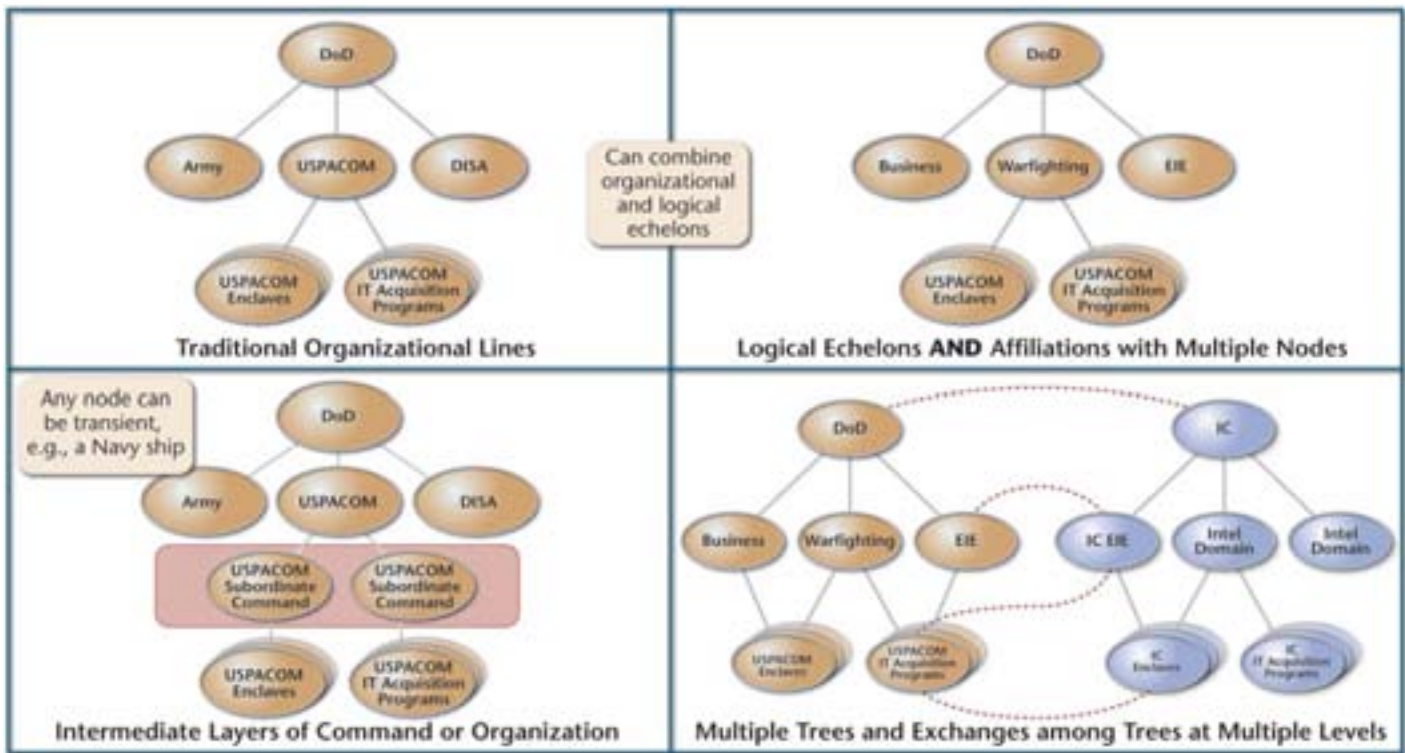 DoD
Army
USPACOM
DISA
USPACOM
Enclaves
USPACOM
IT Acquisition
Programs
Traditional Organizational Lines
Can combine
organizational
and logical
echelons
DoD
Business
Warfighting
EIE
USPACOM
Enclaves
USPACOM
IT Acquisition
Programs
Logical Echelons AND Affiliations with Multiple Nodes
Any node can
be transient,
e.g., a Navy ship
DoD
Army
USPACOM
DISA
USPACOM
Subordinate
Command
USPACOM
Subordinate
Command
USPACOM
Enclaves
USPACOM
IT Acquisition
Programs
Intermediate Layers of Command or Organization
DoD
Business
Warfighting
EIE
USPACOM
Enclaves
USPACOM
IT Acquisition
Programs
IC
IC EIE
Intel
Domain
Intel
Domain
IC
Enclaves
IC
IT Acquisition
Programs
Multiple Trees and Exchanges among Trees at Multiple Levels